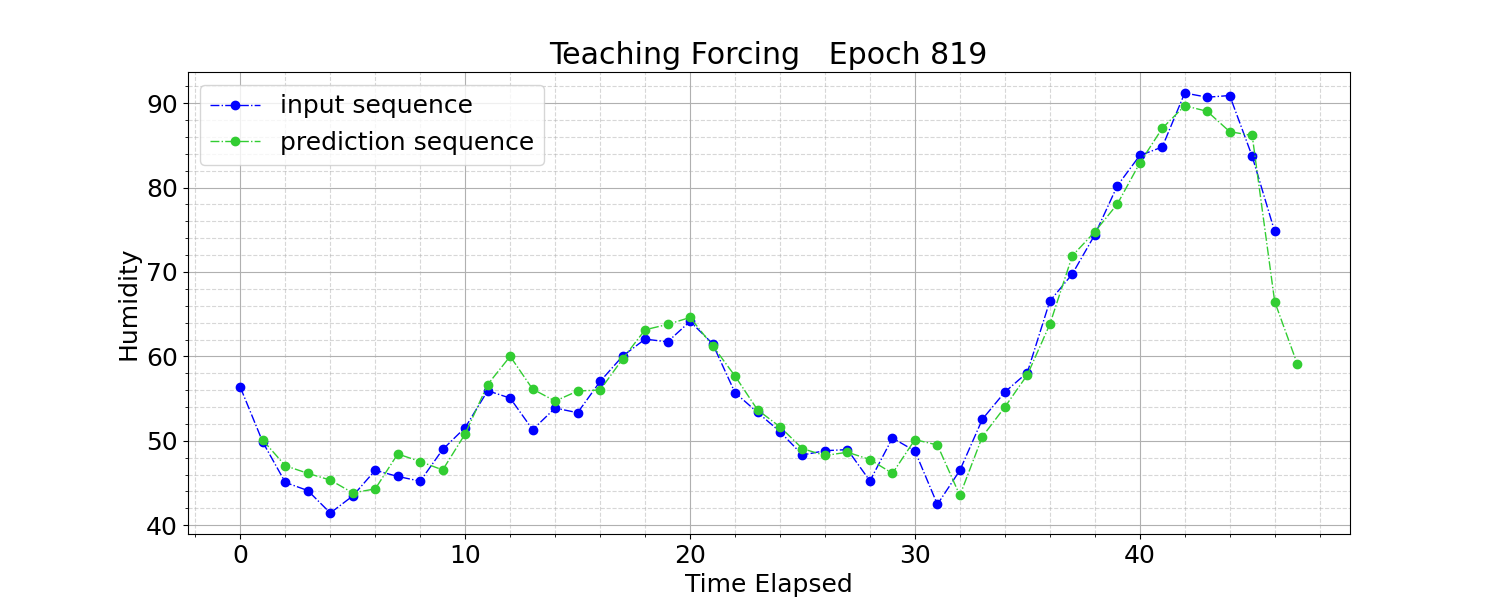 Teaching Forcing   Epoch 819
input sequence
prediction sequence
Humidity
90
80
70
60
50
40
0 10 20 30 40
Time Elapsed